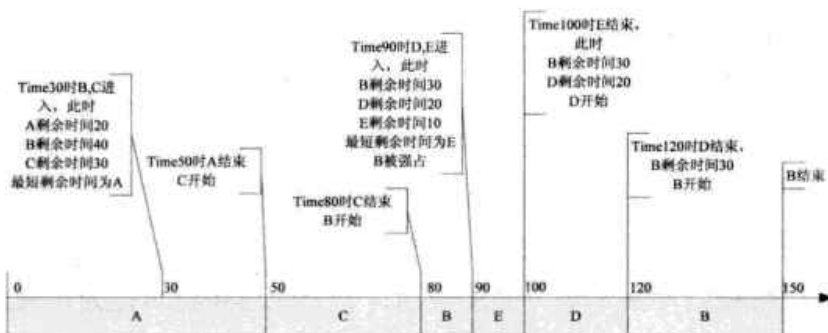 Time30时B,C进
入，此时
A剩余时间20
B剩余时间40
C剩余时间30
最短剩余时间为A
Time50时A结束
C开始
Time80时C结束
B开始
Time90时D,E进
入，此时
B剩余时间30
D剩余时间20
E剩余时间10
最短剩余时间为E
B被强占
Time100时E结束、
此时
B剩余时间30
D剩余时间20
D开始
Time120时D结束、
B剩余时间30
B开始
B结束
0 30 50 80 90 100 120 150
A C B E D B